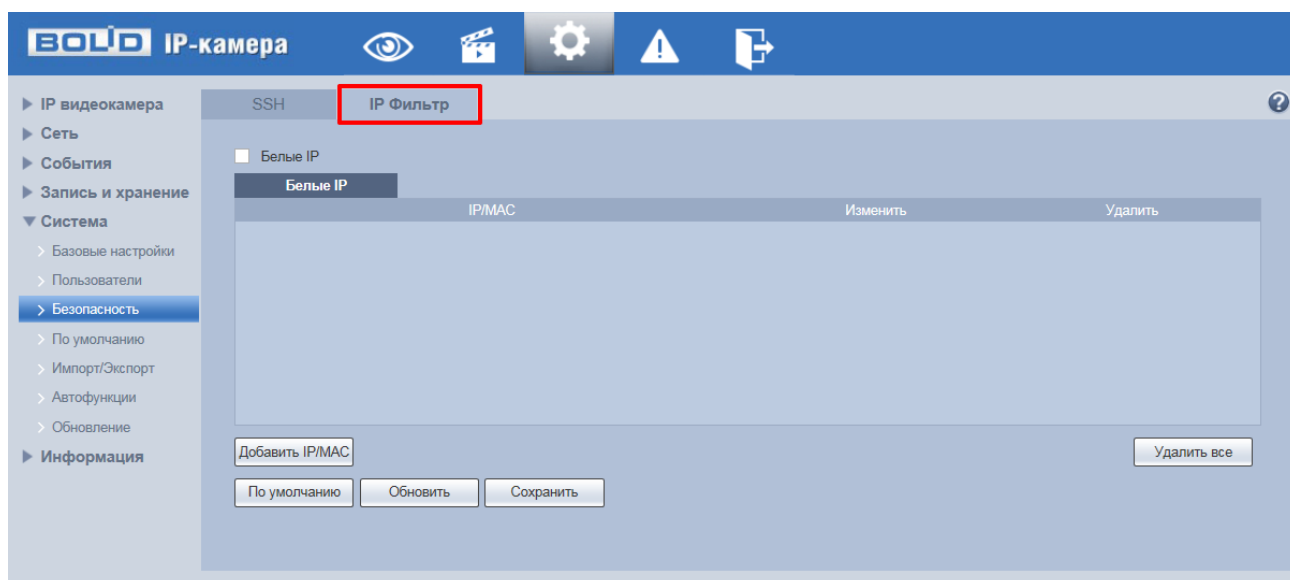 BOLID IP-камера
IP видеокамера
Сеть
События
Запись и хранение
Система
Базовые настройки
Пользователи
Безопасность
По умолчанию
Импорт/Экспорт
Автофункции
Обновление
Информация
SSH IP Фильтр
Белые IP
Белые IP
IP/MAC Изменить Удалить
Добавить IP/MAC Удалить все
По умолчанию Обновить Сохранить